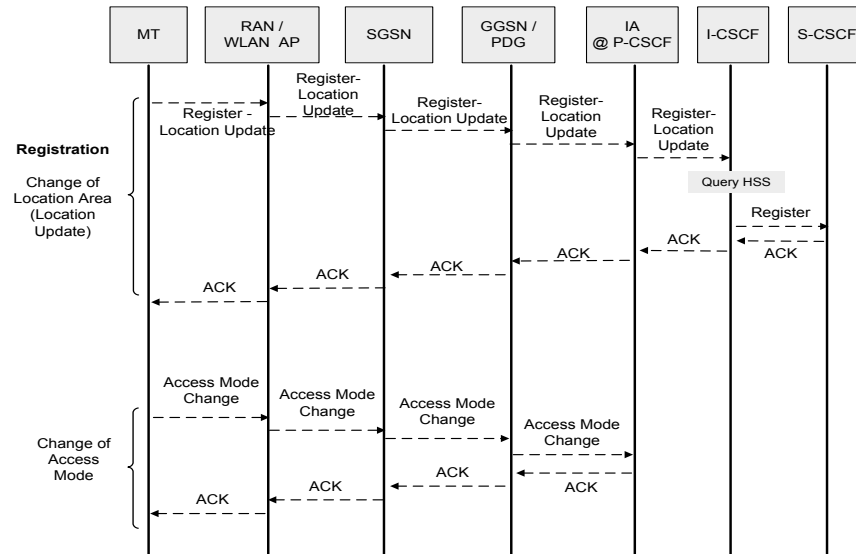 MT
RAN /
WLAN AP
SGSN
GGSN /
PDG
IA
@ P-CSCF
I-CSCF
S-CSCF
Register -
Location Update
Register-
Location
Update
Register-
Location Update
Register-
Location
Update
Register-
Location
Update
Registration
Change of
Location Area
(Location
Update)
Query HSS
Register
ACK
ACK
ACK
ACK
ACK
ACK
Access Mode
Change
Access Mode
Change
Access Mode
Change
Access Mode
Change
Change of
Access
Mode
ACK
ACK
ACK
ACK